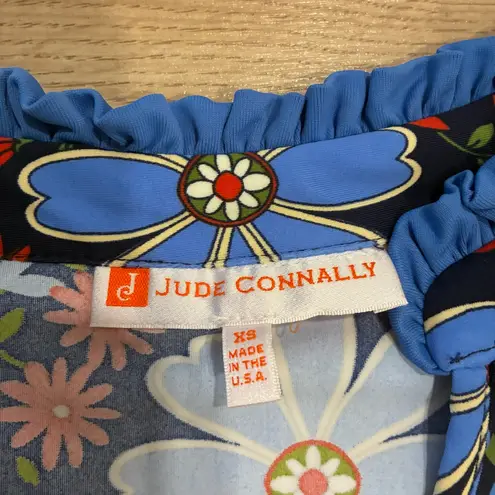 J JUDE CONNALLY
XS
MADE
IN THE
U.S.A.